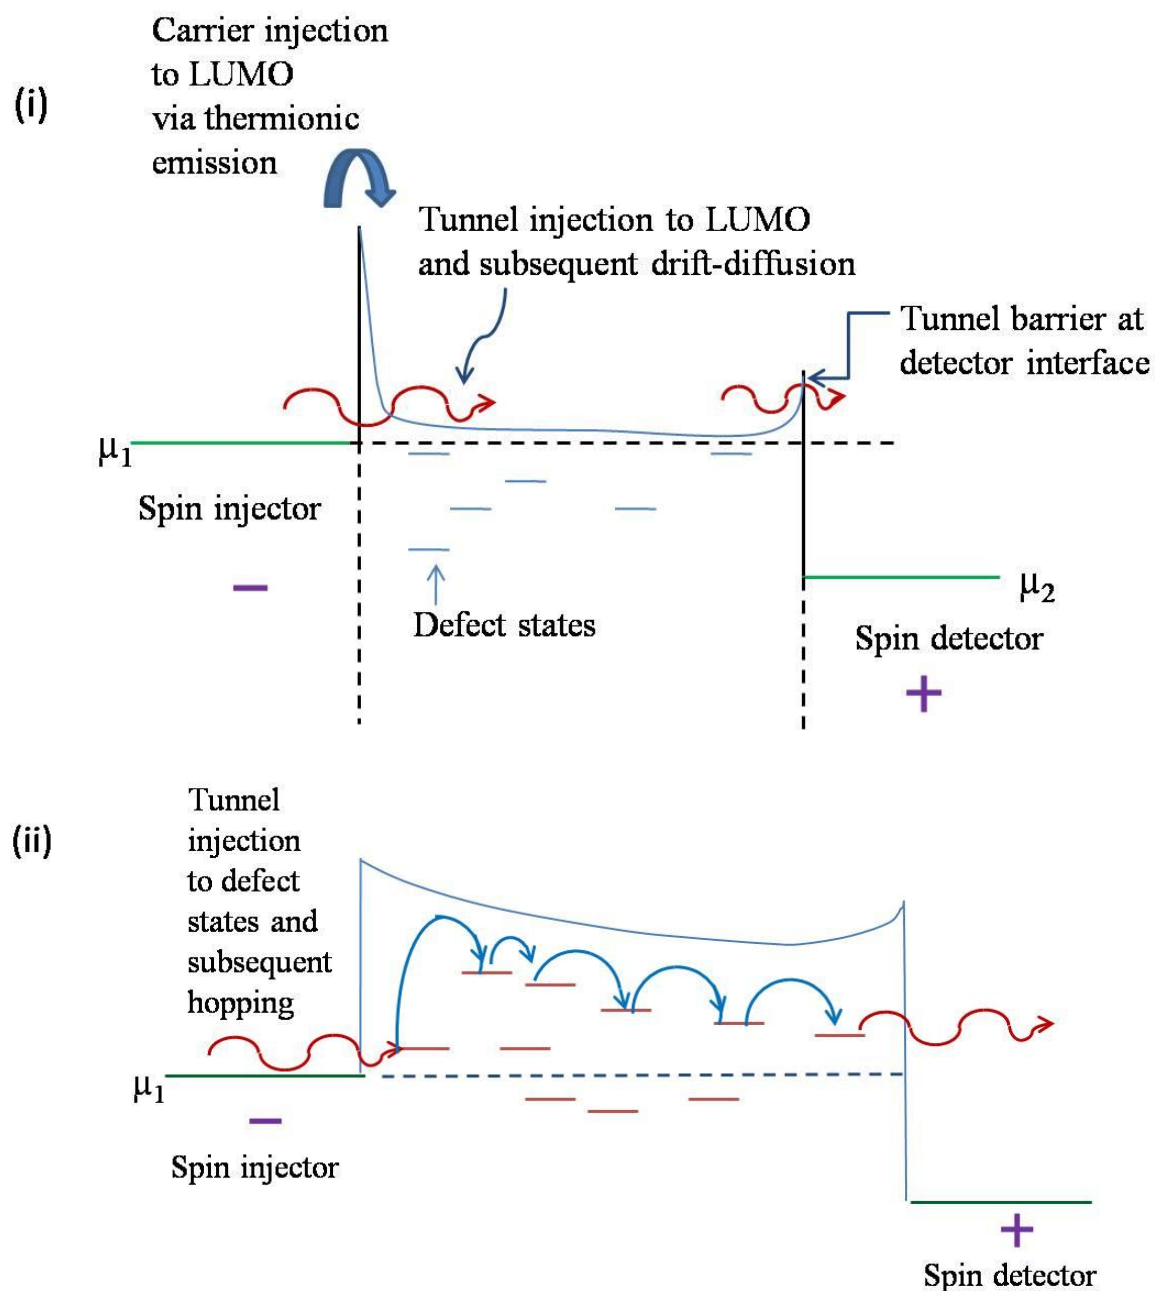 (i)
Carrier injection
to LUMO
via thermionic
emission
Tunnel injection to LUMO
and subsequent drift-diffusion
Tunnel barrier at
detector interface
μ1
Spin injector
−
Defect states
μ2
Spin detector
+
(ii)
Tunnel
injection
to defect
states and
subsequent
hopping
μ1
−
Spin injector
+
Spin detector